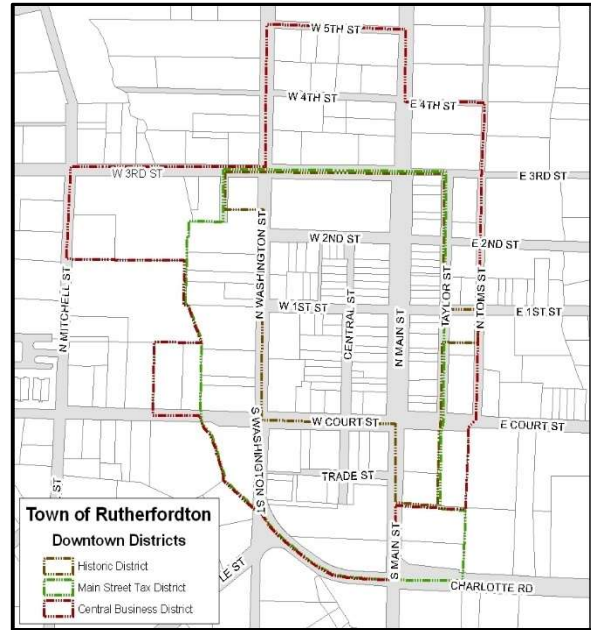 W 5TH ST
W 4TH ST
E 4TH ST
W 3RD ST
E 3RD ST
N WASHINGTON ST
W 2ND ST
E 2ND ST
N MITCHELL ST
TAYLOR ST
N TOMS ST
W 1ST ST
E 1ST ST
CENTRAL ST
N MAIN ST
S WASHINGTON ST
W COURT ST
E COURT ST
TRADE ST
S MAIN ST
CHARLOTTE RD
LE ST
Town of Rutherfordton
Downtown Districts
Historic District
Main Street Tax District
Central Business District